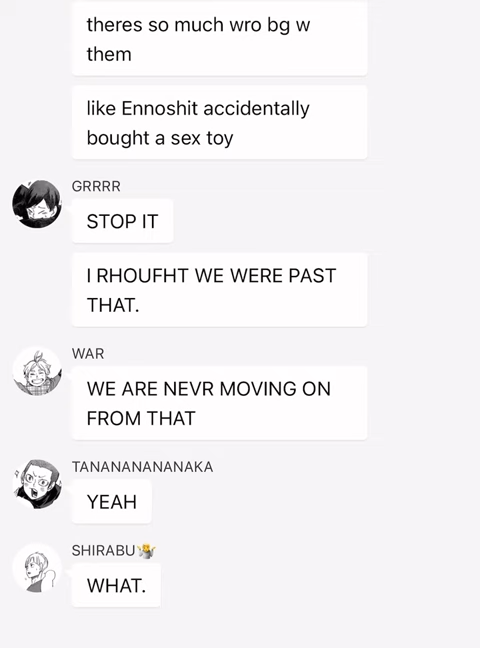 theres so much wro bg w
them
like Ennoshit accidentally
bought a sex toy
GRRRR
STOP IT
I RHOUFHT WE WERE PAST
THAT.
WAR
WE ARE NEVR MOVING ON
FROM THAT
TANANANANANAKA
YEAH
SHIRABU🤷
WHAT.